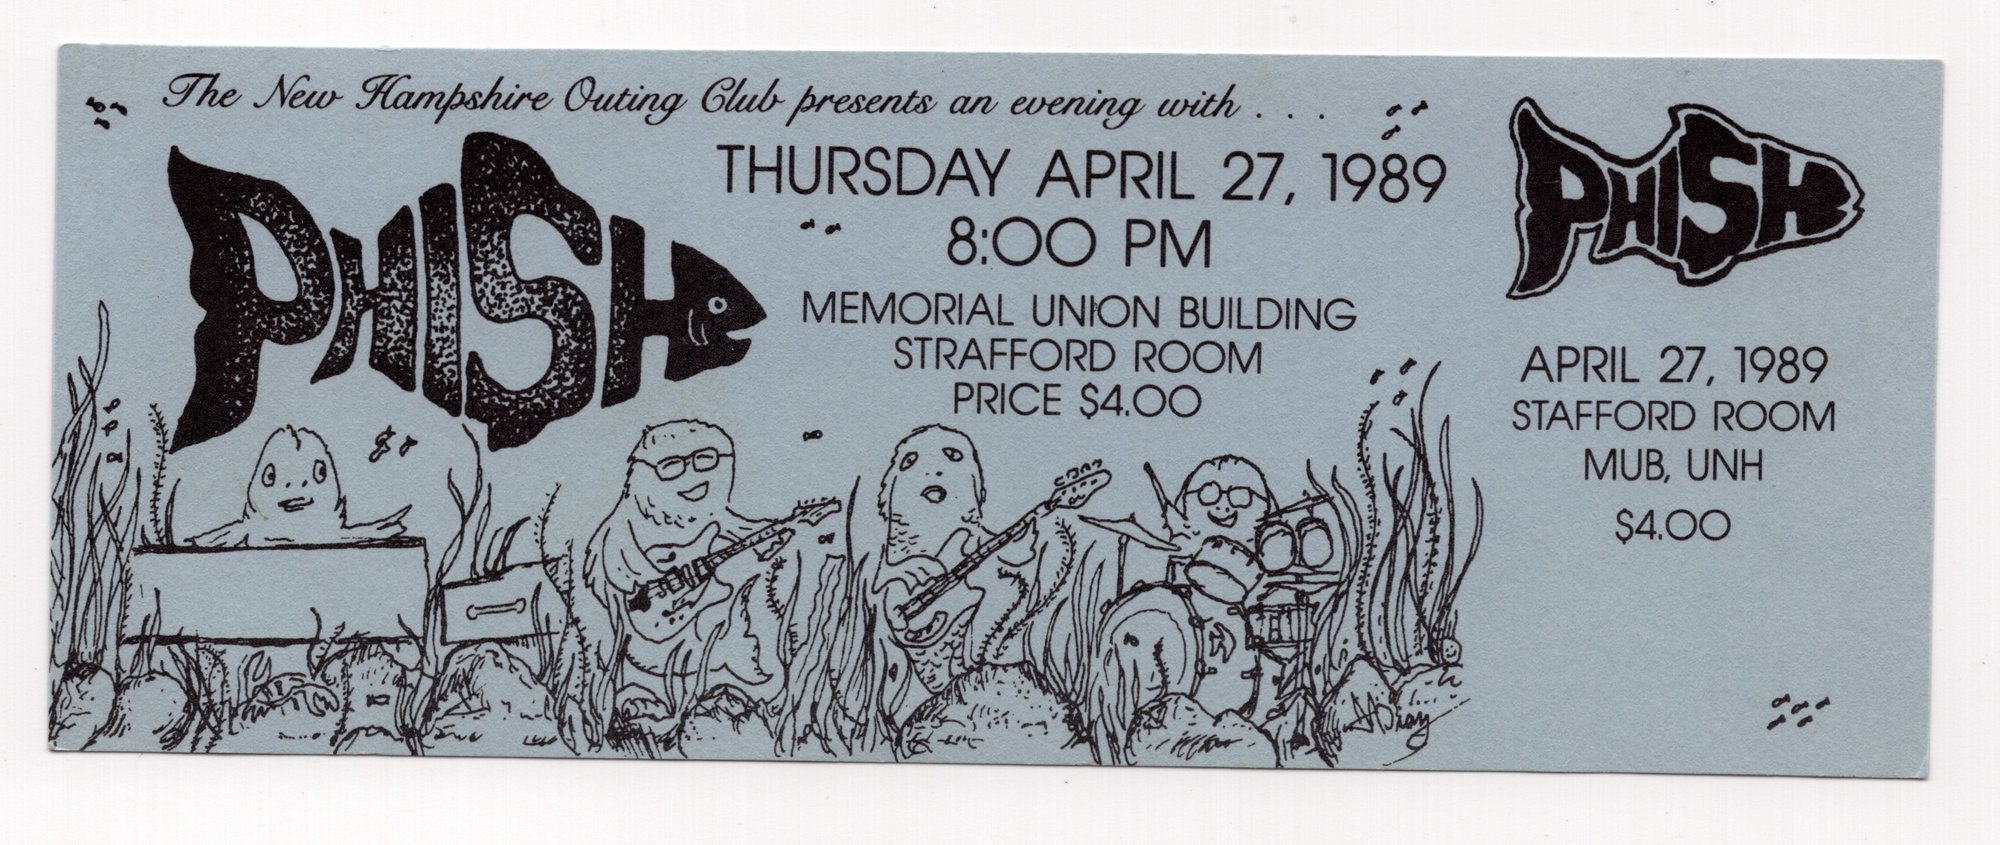 The New Hampshire Outing Club presents an evening with . . .
PHISH
THURSDAY APRIL 27, 1989
8:00 PM
MEMORIAL UNION BUILDING
STRAFFORD ROOM
PRICE $4.00
PHISH
APRIL 27, 1989
STAFFORD ROOM
MUB, UNH
$4.00